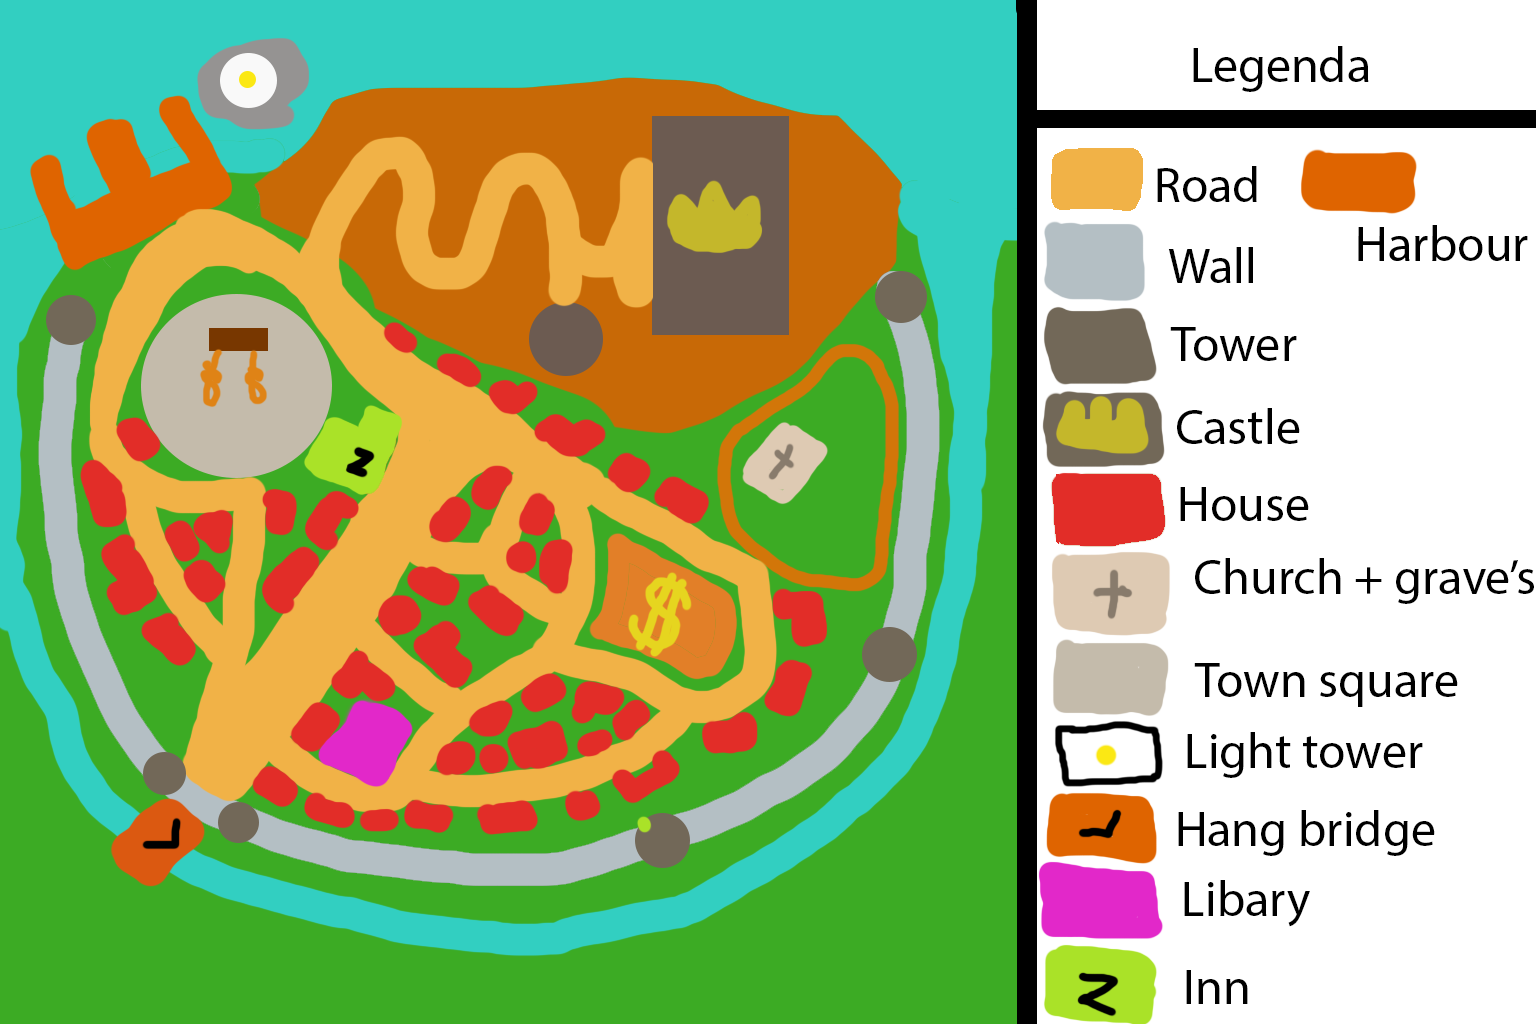 Legenda
Road
Harbour
Wall
Tower
Castle
House
Church + grave's
Town square
Light tower
Hang bridge
Libary
Z
Inn
Z
$